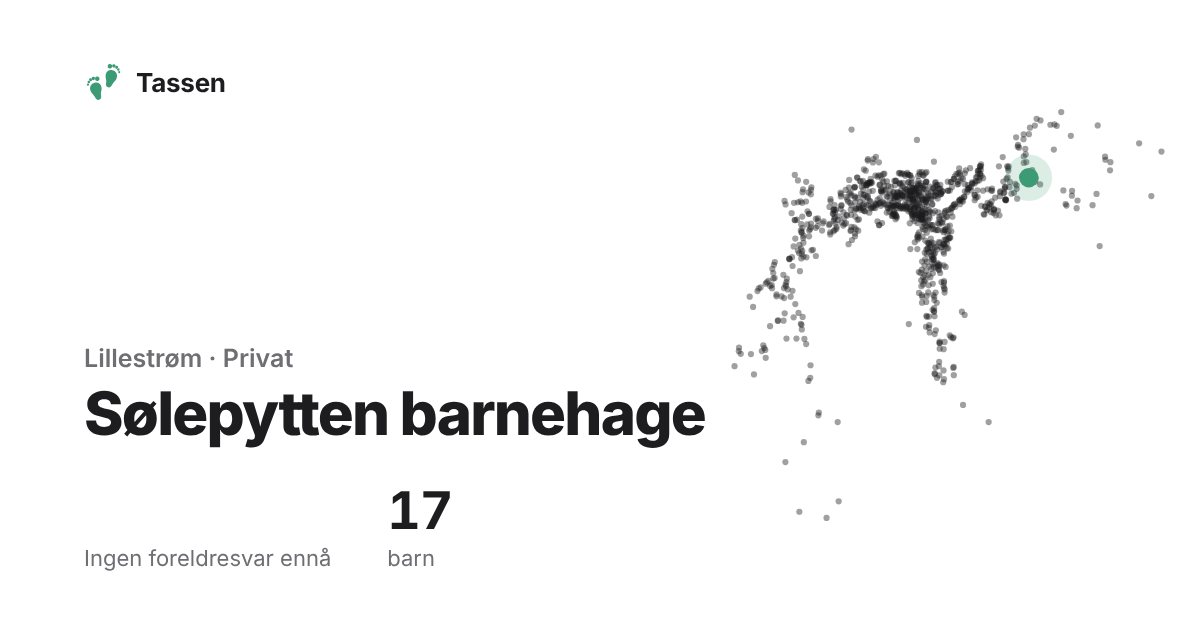 Tassen
Lillestrøm · Privat
Sølepytten barnehage
17
Ingen foreldresvar ennå
barn